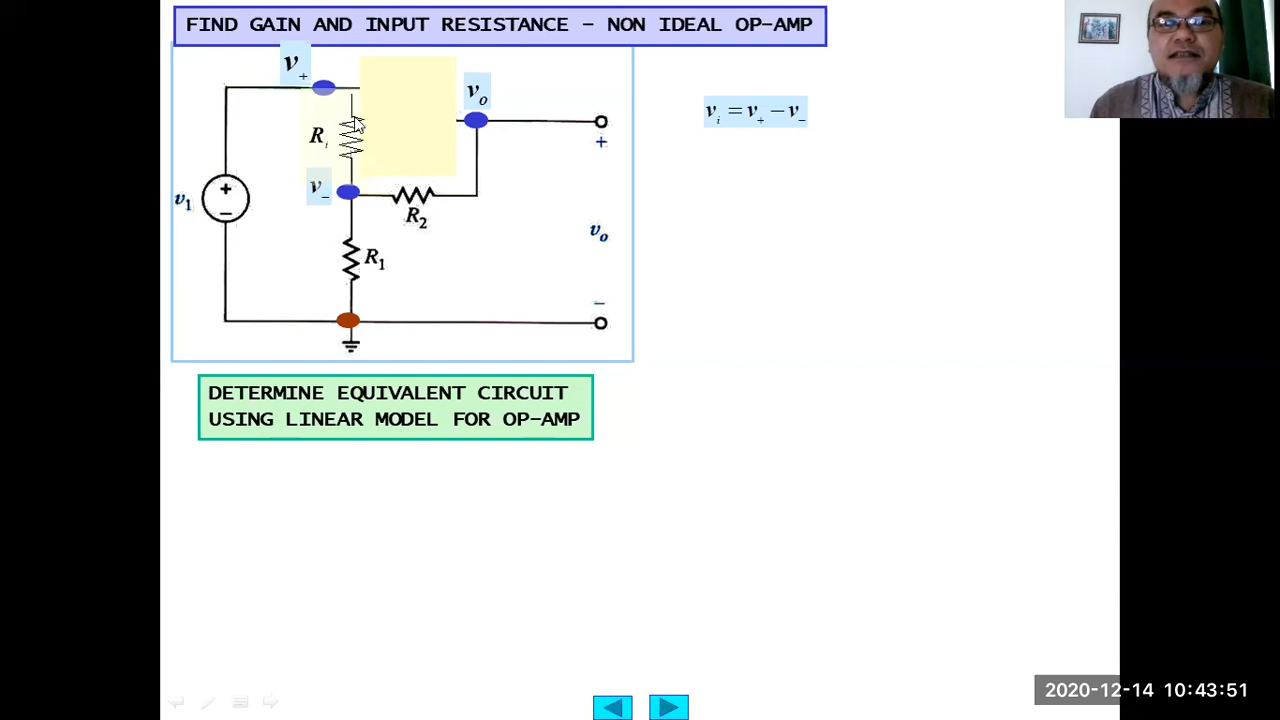 FIND GAIN AND INPUT RESISTANCE - NON IDEAL OP-AMP
v+
vo
vi = v+ − v−
Ri
+
v−
v1
+
−
R2
vo
R1
−
DETERMINE EQUIVALENT CIRCUIT
USING LINEAR MODEL FOR OP-AMP
2020-12-14 10:43:51